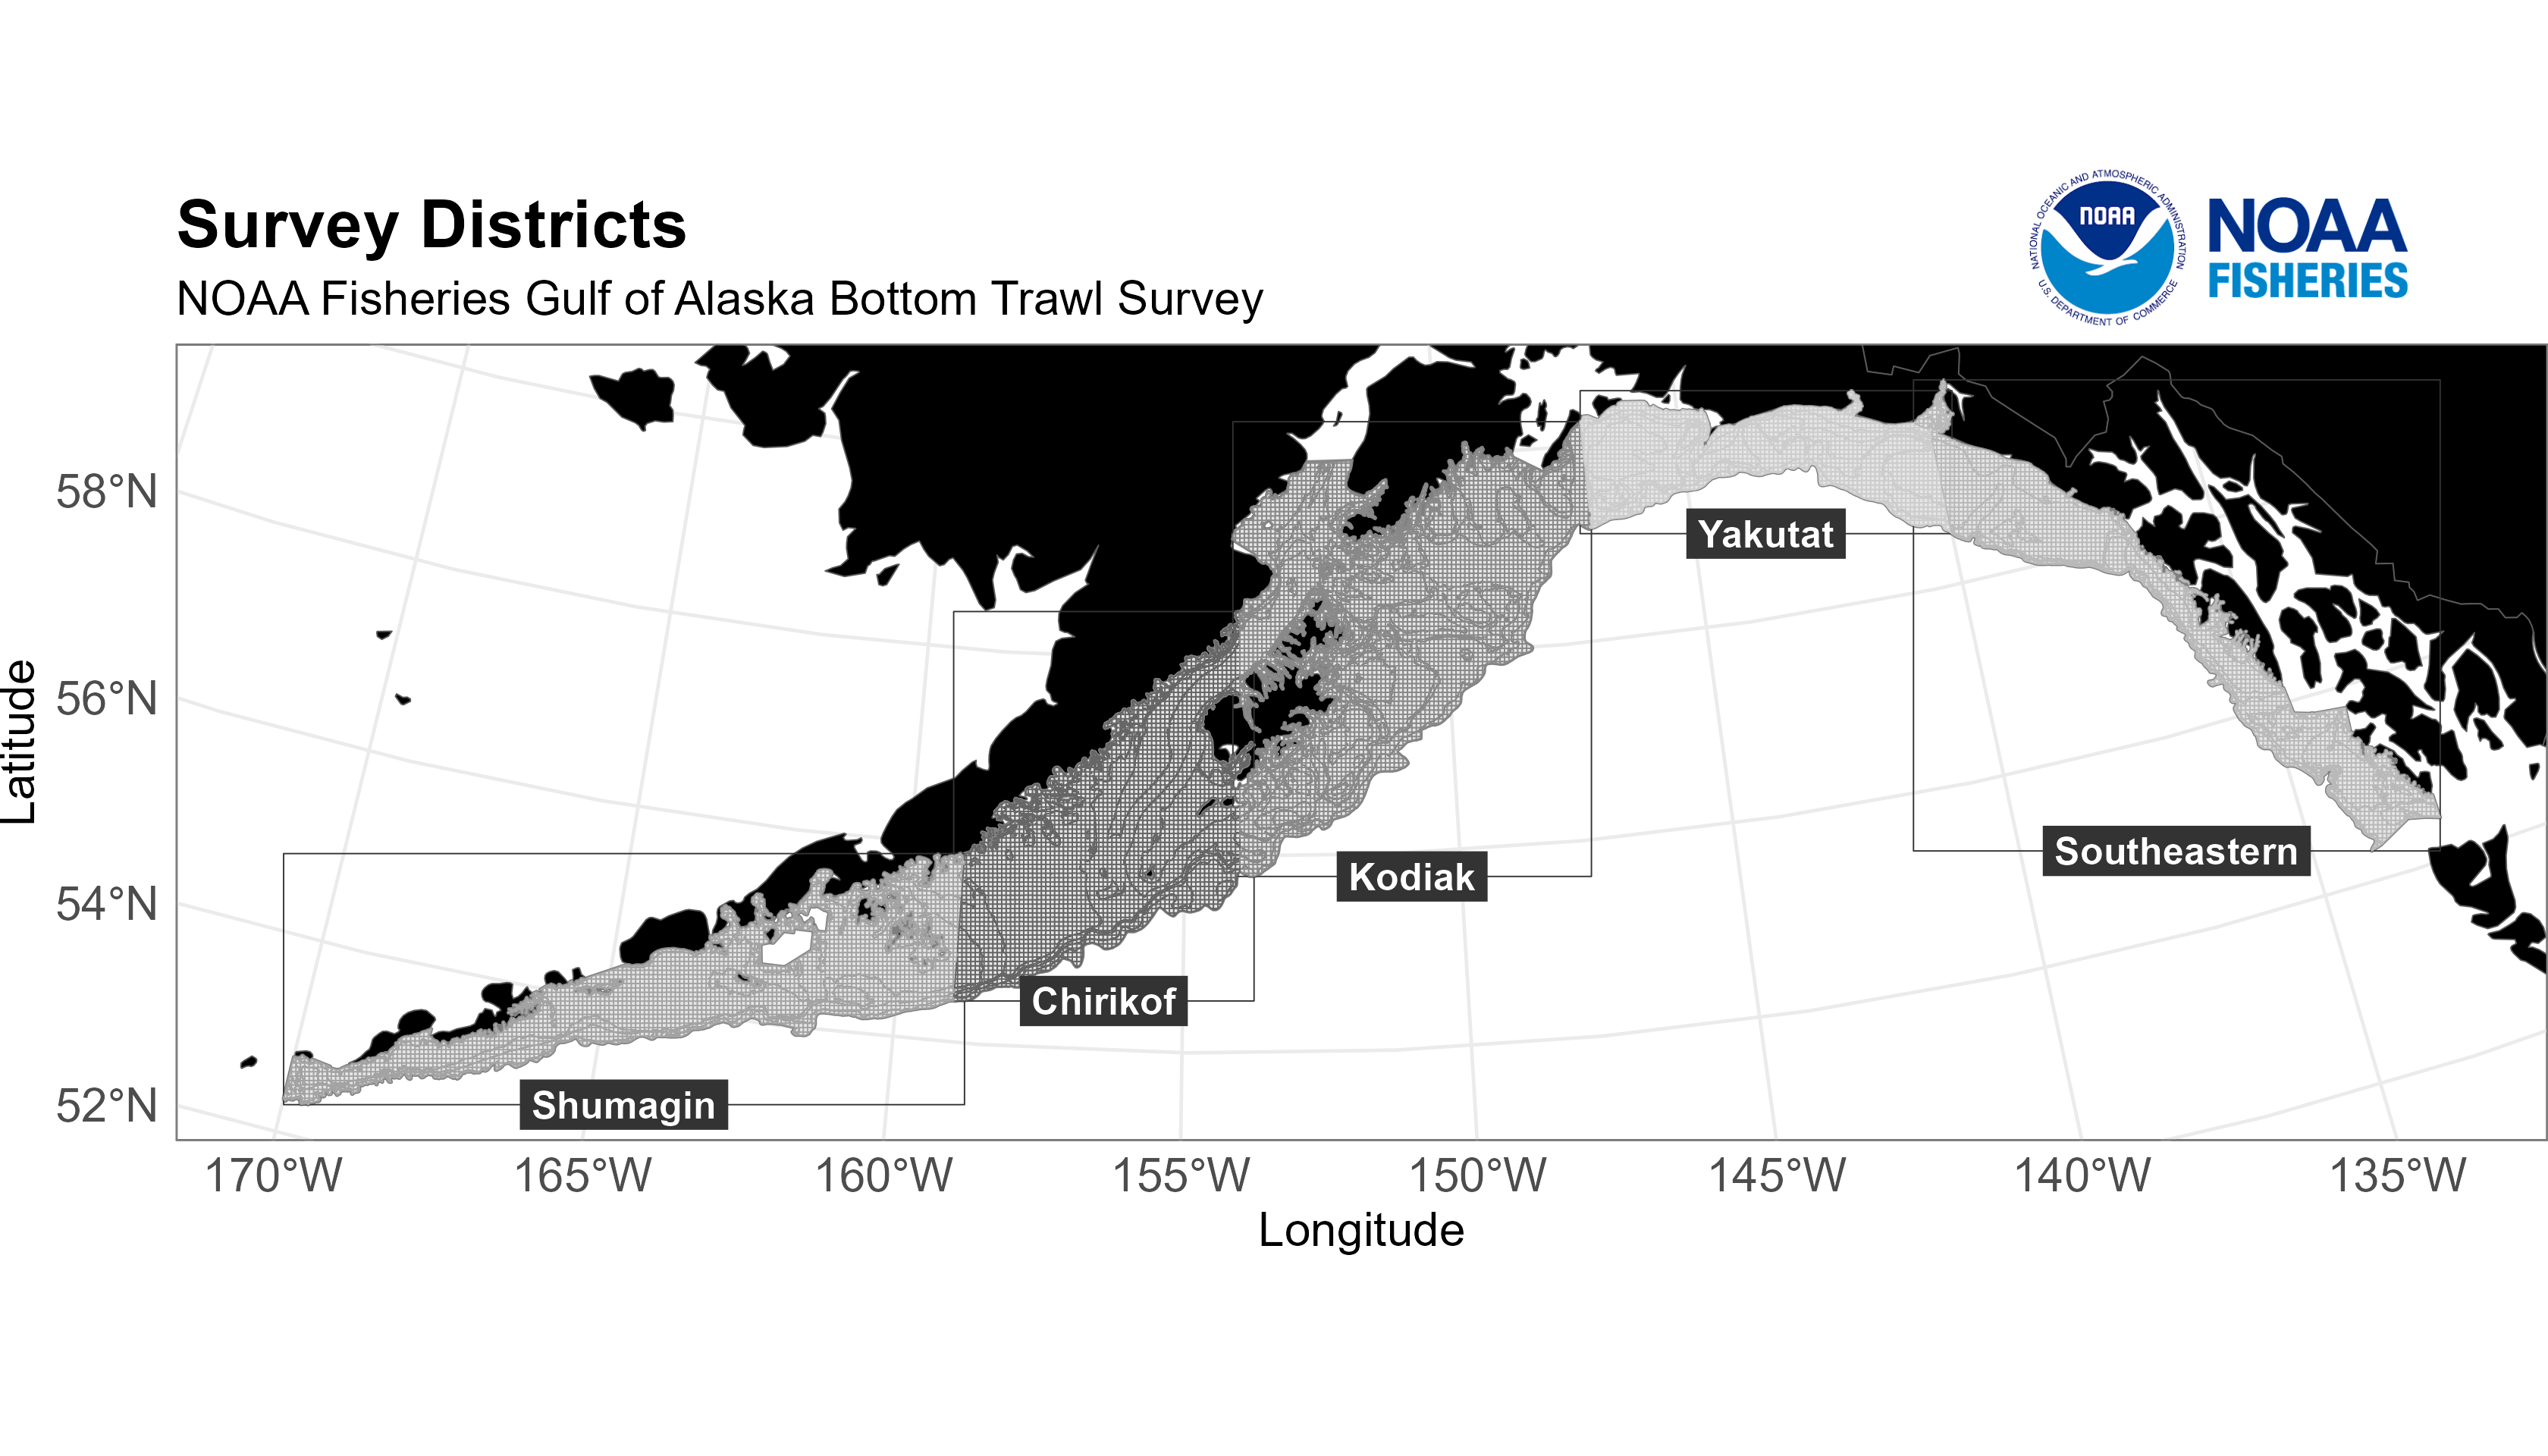 Survey Districts
NOAA Fisheries Gulf of Alaska Bottom Trawl Survey
NATIONAL OCEANIC AND ATMOSPHERIC ADMINISTRATION
U.S. DEPARTMENT OF COMMERCE
NOAA
NOAA
FISHERIES
58°N
56°N
54°N
52°N
Latitude
Yakutat
Southeastern
Kodiak
Chirikof
Shumagin
170°W
165°W
160°W
155°W
150°W
145°W
140°W
135°W
Longitude